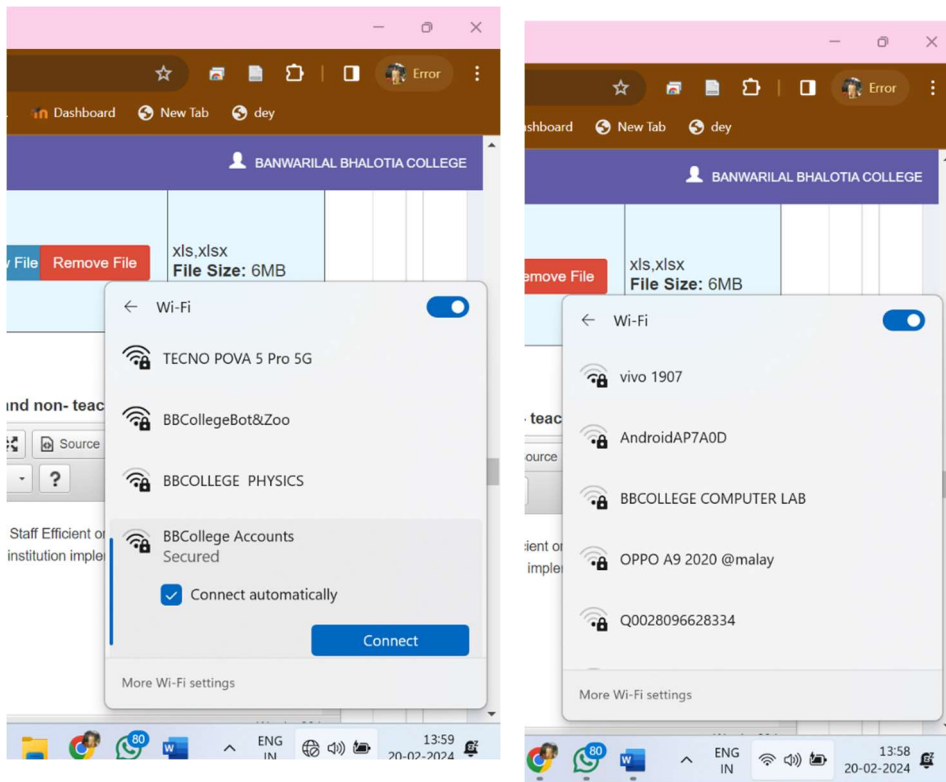 Error
Dashboard
New Tab
dey
BANWARILAL BHALOTIA COLLEGE
File
Remove File
xls,xlsx
File Size: 6MB
Wi-Fi
TECNO POVA 5 Pro 5G
BBCollegeBot&Zoo
and non- teac
Source
BBCOLLEGE PHYSICS
?
Staff Efficient or
institution imple
BBCollege Accounts
Secured
Connect automatically
Connect
More Wi-Fi settings
80
ENG
IN
13:59
20-02-2024
Error
shboard
New Tab
dey
BANWARILAL BHALOTIA COLLEGE
emove File
xls,xlsx
File Size: 6MB
Wi-Fi
vivo 1907
teac
AndroidAP7A0D
ource
BBCOLLEGE COMPUTER LAB
cient or
imple
OPPO A9 2020 @malay
Q0028096628334
More Wi-Fi settings
80
ENG
IN
13:58
20-02-2024